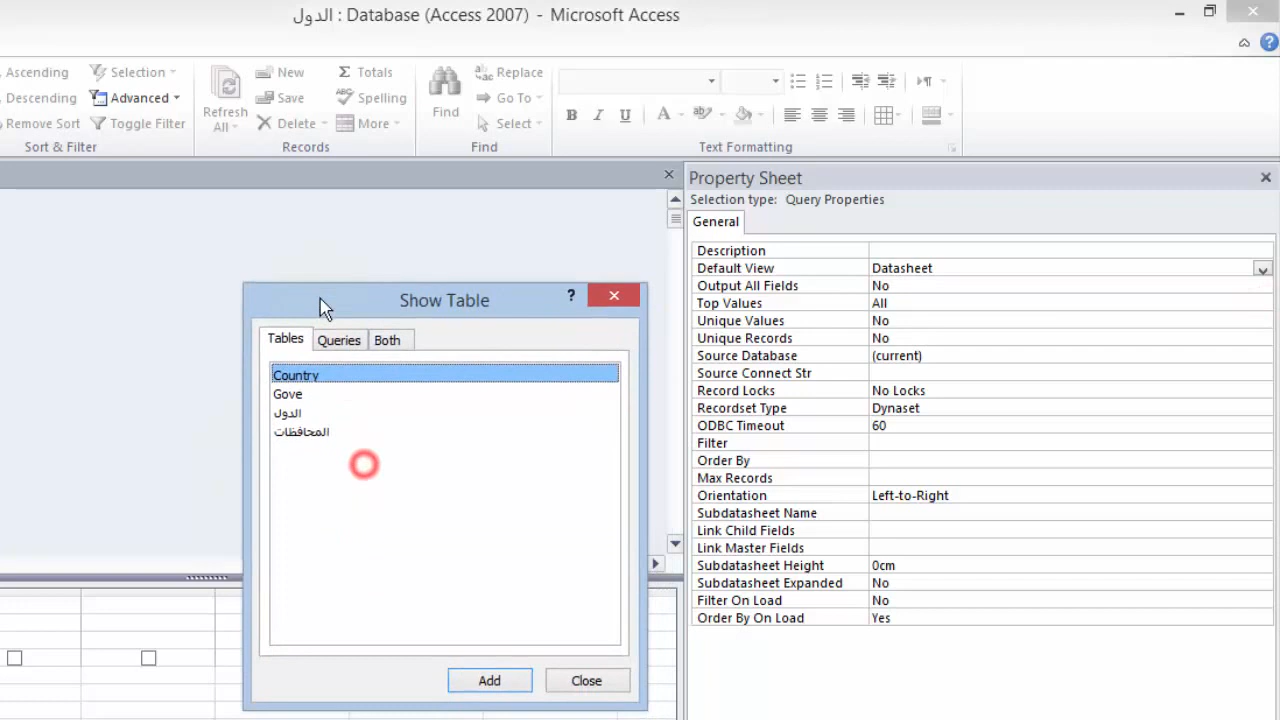 الدول : Database (Access 2007) - Microsoft Access
Ascending
Selection
New
Totals
Replace
Descending
Advanced
Save
Spelling
Go To
Remove Sort
Toggle Filter
Refresh All
Delete
More
Find
Select
B I U A
Sort & Filter
Records
Find
Text Formatting
Property Sheet
Selection type: Query Properties
General
Description
Default View Datasheet
Output All Fields No
Top Values All
Unique Values No
Unique Records No
Source Database (current)
Source Connect Str
Record Locks No Locks
Recordset Type Dynaset
ODBC Timeout 60
Filter
Order By
Max Records
Orientation Left-to-Right
Subdatasheet Name
Link Child Fields
Link Master Fields
Subdatasheet Height 0cm
Subdatasheet Expanded No
Filter On Load No
Order By On Load Yes
Show Table
Tables Queries Both
Country
Gove
الدول
المحافظات
Add Close